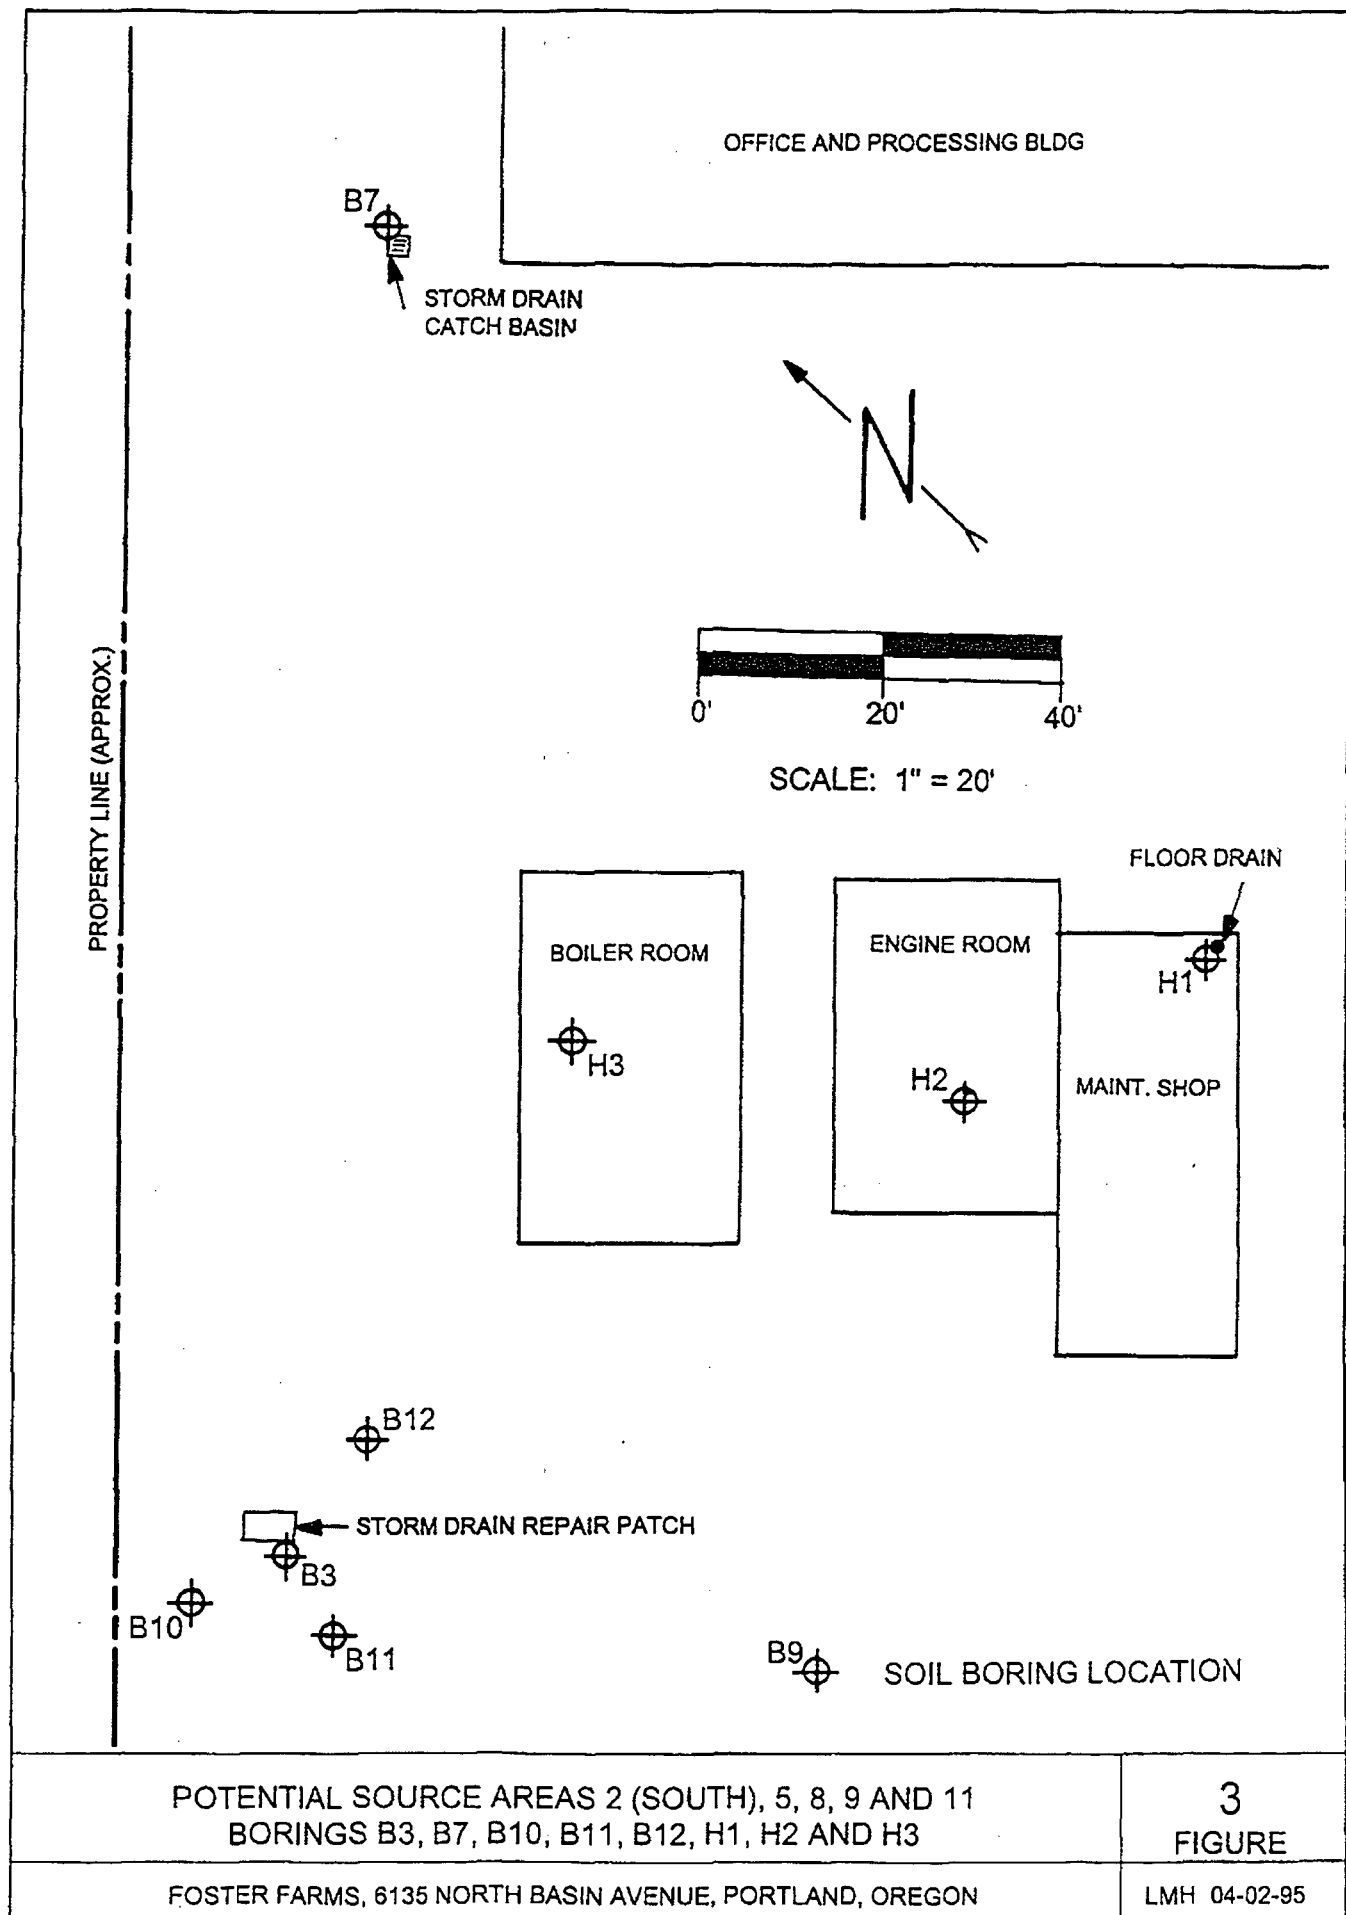 OFFICE AND PROCESSING BLDG
B7
STORM DRAIN
CATCH BASIN
N
PROPERTY LINE (APPROX.)
0' 20' 40'
SCALE: 1" = 20'
FLOOR DRAIN
BOILER ROOM
ENGINE ROOM
H1
H3
H2
MAINT. SHOP
B12
STORM DRAIN REPAIR PATCH
B3
B10
B11
B9
SOIL BORING LOCATION
POTENTIAL SOURCE AREAS 2 (SOUTH), 5, 8, 9 AND 11
BORINGS B3, B7, B10, B11, B12, H1, H2 AND H3
3
FIGURE
FOSTER FARMS, 6135 NORTH BASIN AVENUE, PORTLAND, OREGON
LMH 04-02-95